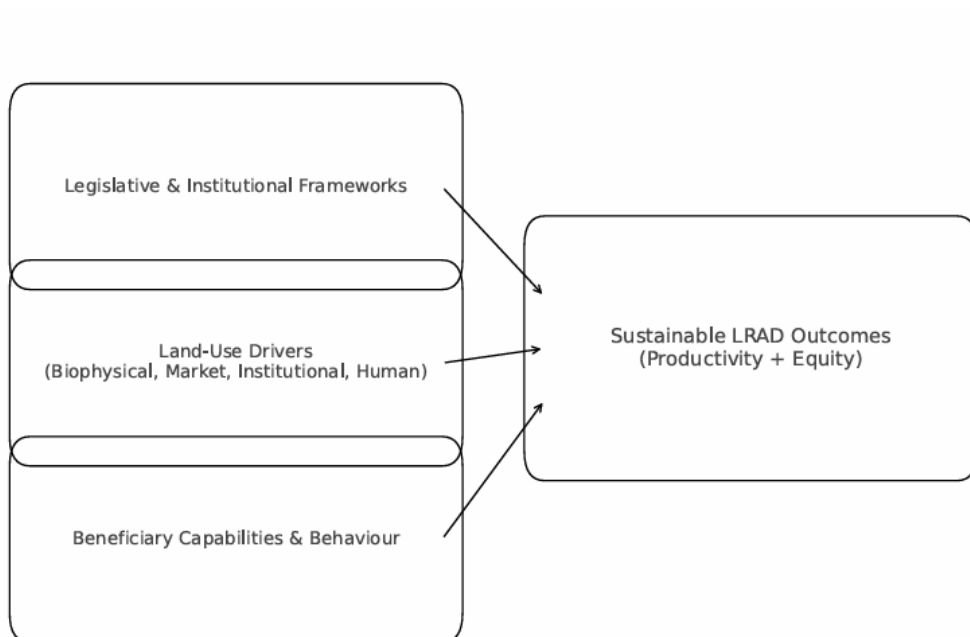 Legislative & Institutional Frameworks
Land-Use Drivers
(Biophysical, Market, Institutional, Human)
Beneficiary Capabilities & Behaviour
Sustainable LRAD Outcomes
(Productivity + Equity)